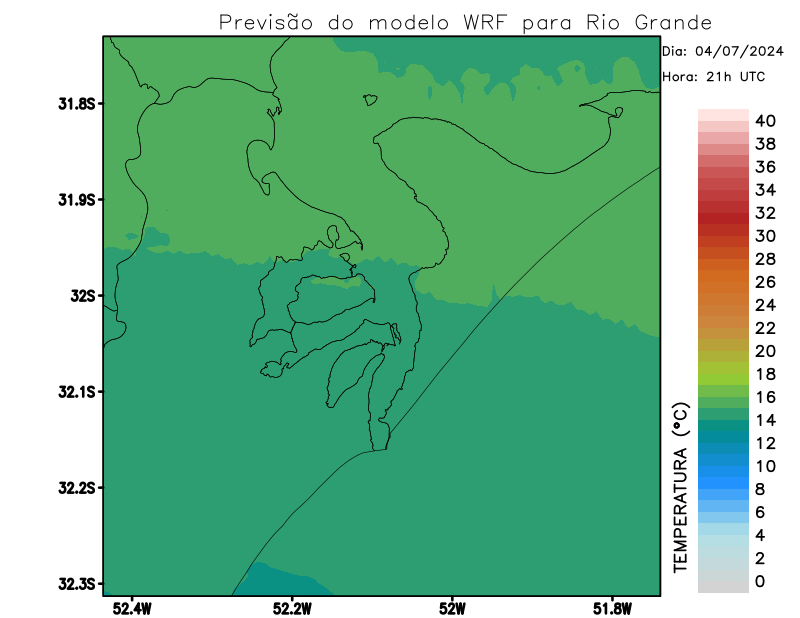 Previsão do modelo WRF para Rio Grande
Dia: 04/07/2024
Hora: 21h UTC
31.8S
31.9S
32S
32.1S
32.2S
32.3S
52.4W
52.2W
52W
51.8W
TEMPERATURA (°C)
40
38
36
34
32
30
28
26
24
22
20
18
16
14
12
10
8
6
4
2
0